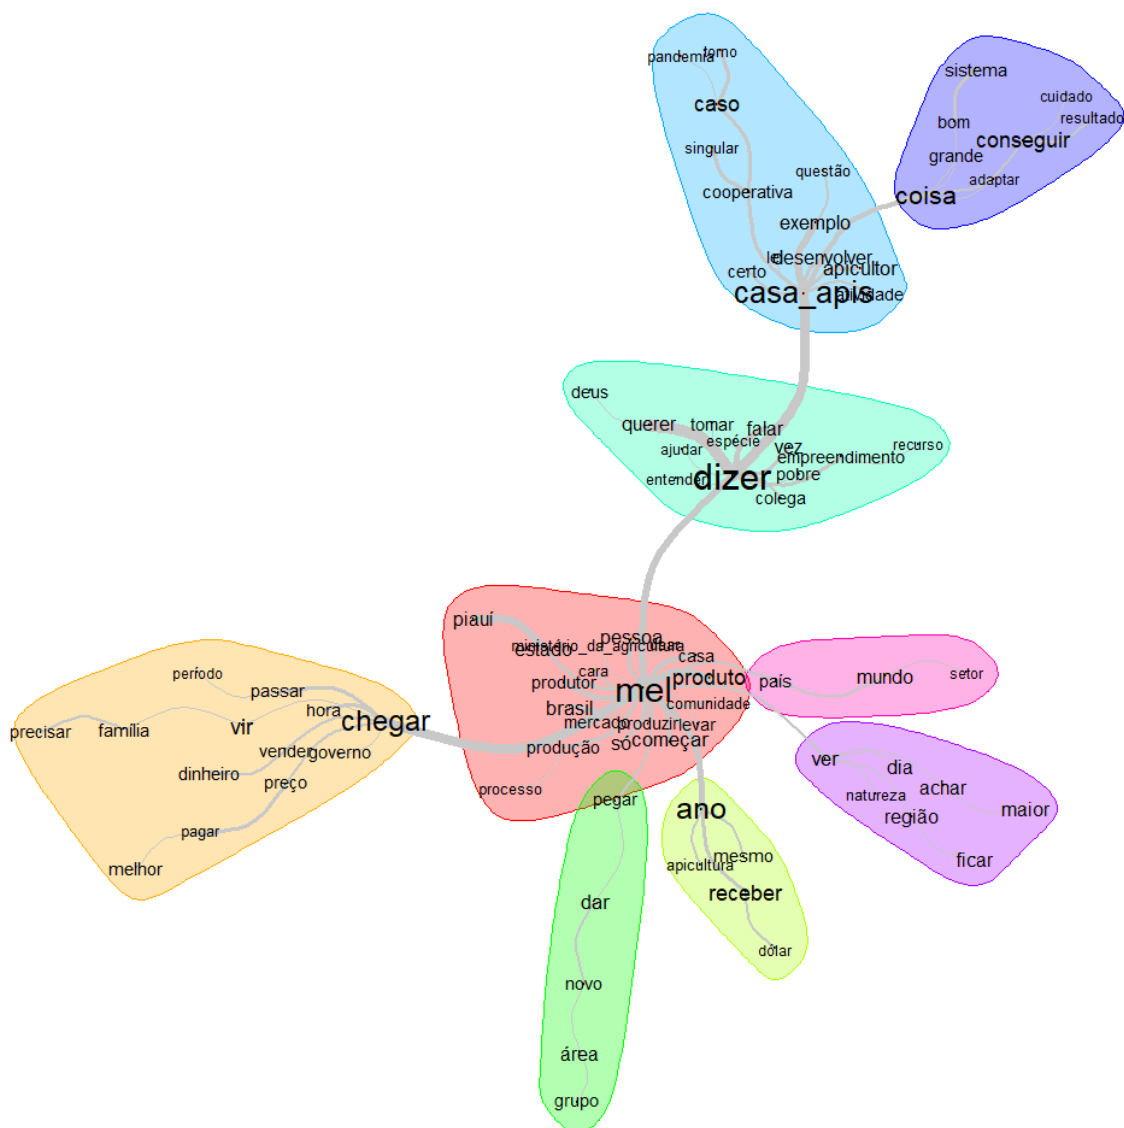 pandemia
torno
caso
singular
cooperativa
questão
exemplo
desenvolver
apicultor
certo
casa_apis
atividade
sistema
cuidado
bom
resultado
conseguir
grande
adaptar
coisa
deus
querer
tomar
falar
espécie
vez
ajudar
empreendimento
recurso
entender
dizer
pobre
colega
piauí
pessoa
ministério_da_agricultura
estado
casa
cara
produtor
mel
produto
brasil
comunidade
mercado
produzir
levar
produção
só
começar
processo
país
mundo
setor
período
passar
hora
chegar
precisar
família
vir
vender
governo
dinheiro
preço
pagar
melhor
pegar
dar
novo
área
grupo
ano
mesmo
apicultura
receber
dólar
ver
dia
achar
natureza
região
maior
ficar